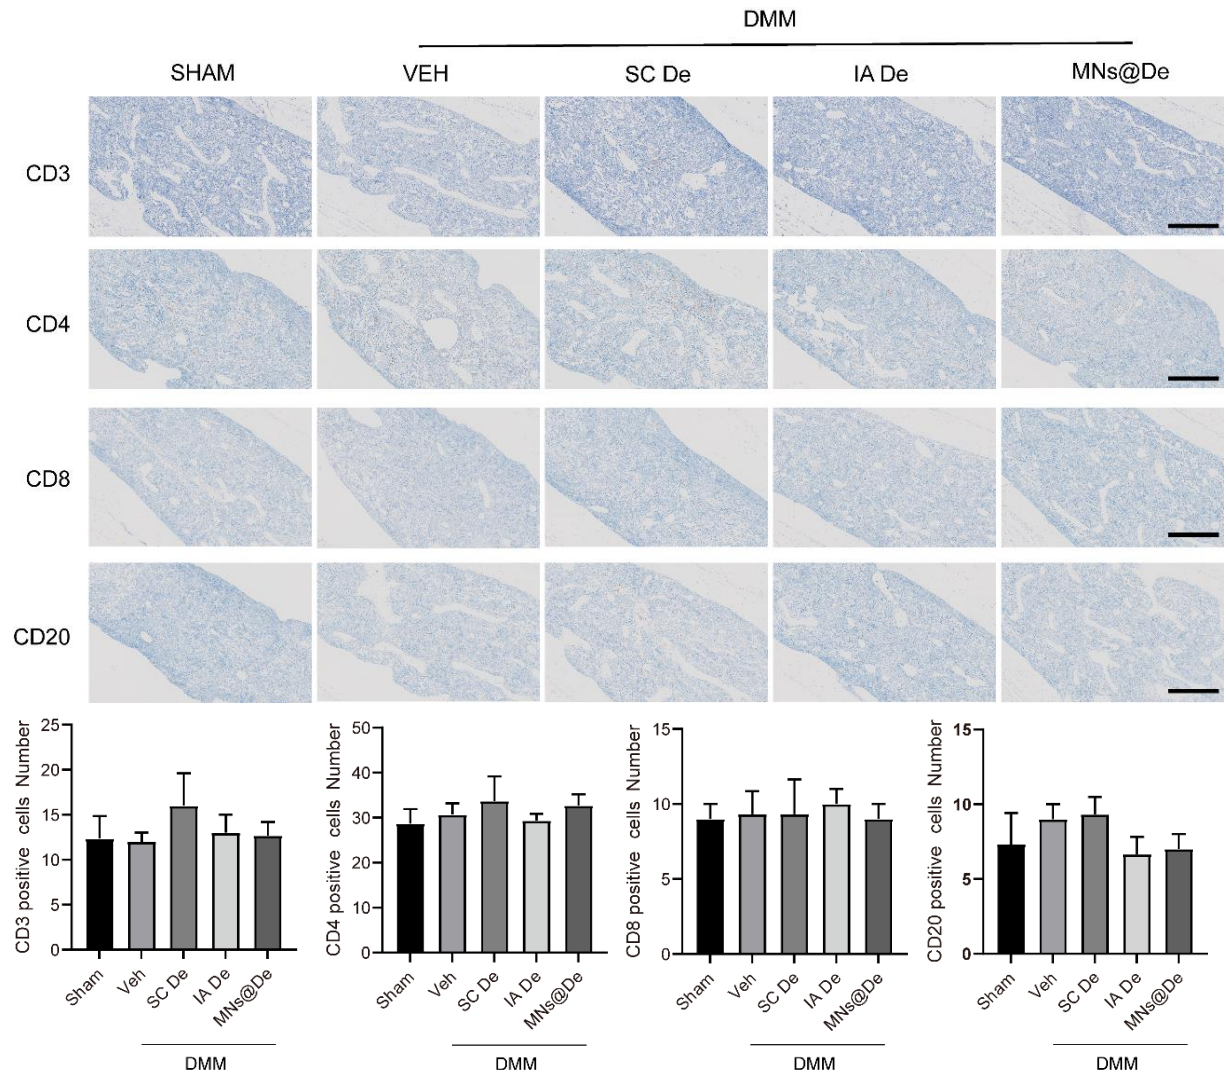 DMM
SHAM VEH SC De IA De MNs@De
CD3
CD4
CD8
CD20
CD3 positive cells Number
25
20
15
10
5
0
Sham Veh SC De IA De MNs@De
DMM
CD4 positive cells Number
50
40
30
20
10
0
Sham Veh SC De IA De MNs@De
DMM
CD8 positive cells Number
15
10
5
0
Sham Veh SC De IA De MNs@De
DMM
CD20 positive cells Number
15
10
5
0
Sham Veh SC De IA De MNs@De
DMM